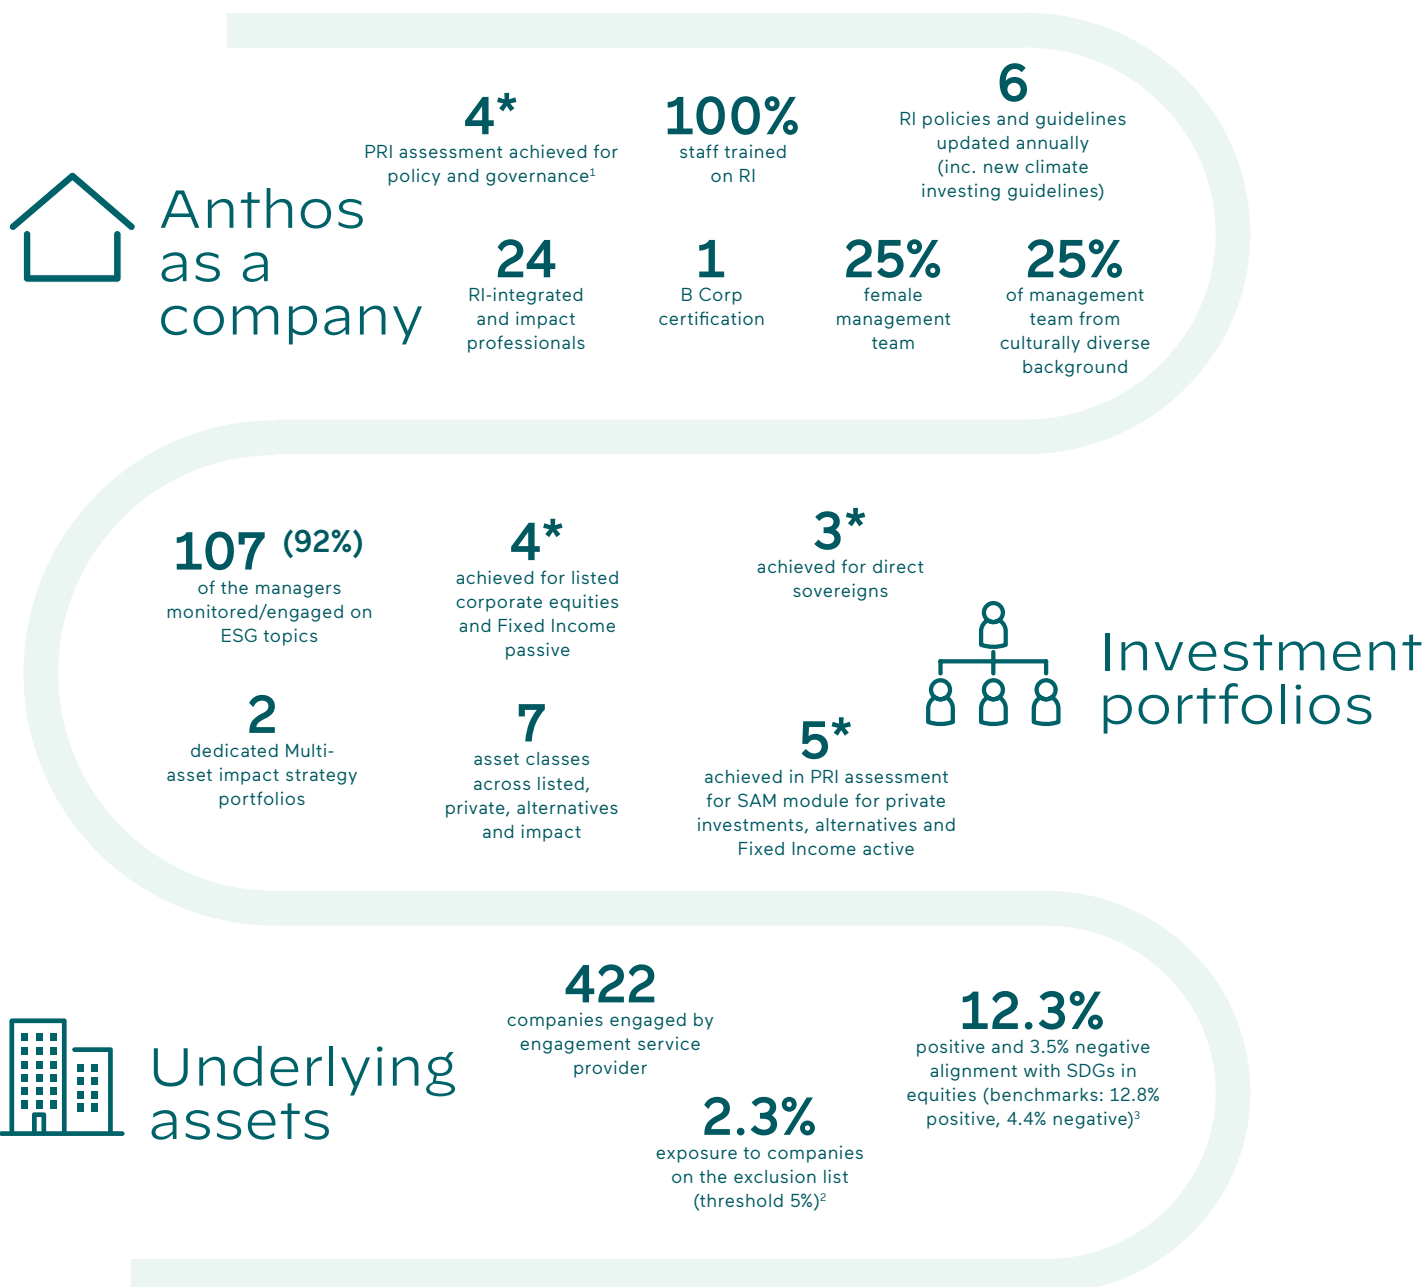 Anthos
as a
company
4*
PRI assessment achieved for
policy and governance¹
100%
staff trained
on RI
6
RI policies and guidelines
updated annually
(inc. new climate
investing guidelines)
24
RI-integrated
and impact
professionals
1
B Corp
certification
25%
female
management
team
25%
of management
team from
culturally diverse
background
107 (92%)
of the managers
monitored/engaged on
ESG topics
4*
achieved for listed
corporate equities
and Fixed Income
passive
3*
achieved for direct
sovereigns
Investment
portfolios
2
dedicated Multi-
asset impact strategy
portfolios
7
asset classes
across listed,
private, alternatives
and impact
5*
achieved in PRI assessment
for SAM module for private
investments, alternatives and
Fixed Income active
Underlying
assets
422
companies engaged by
engagement service
provider
2.3%
exposure to companies
on the exclusion list
(threshold 5%)²
12.3%
positive and 3.5% negative
alignment with SDGs in
equities (benchmarks: 12.8%
positive, 4.4% negative)³